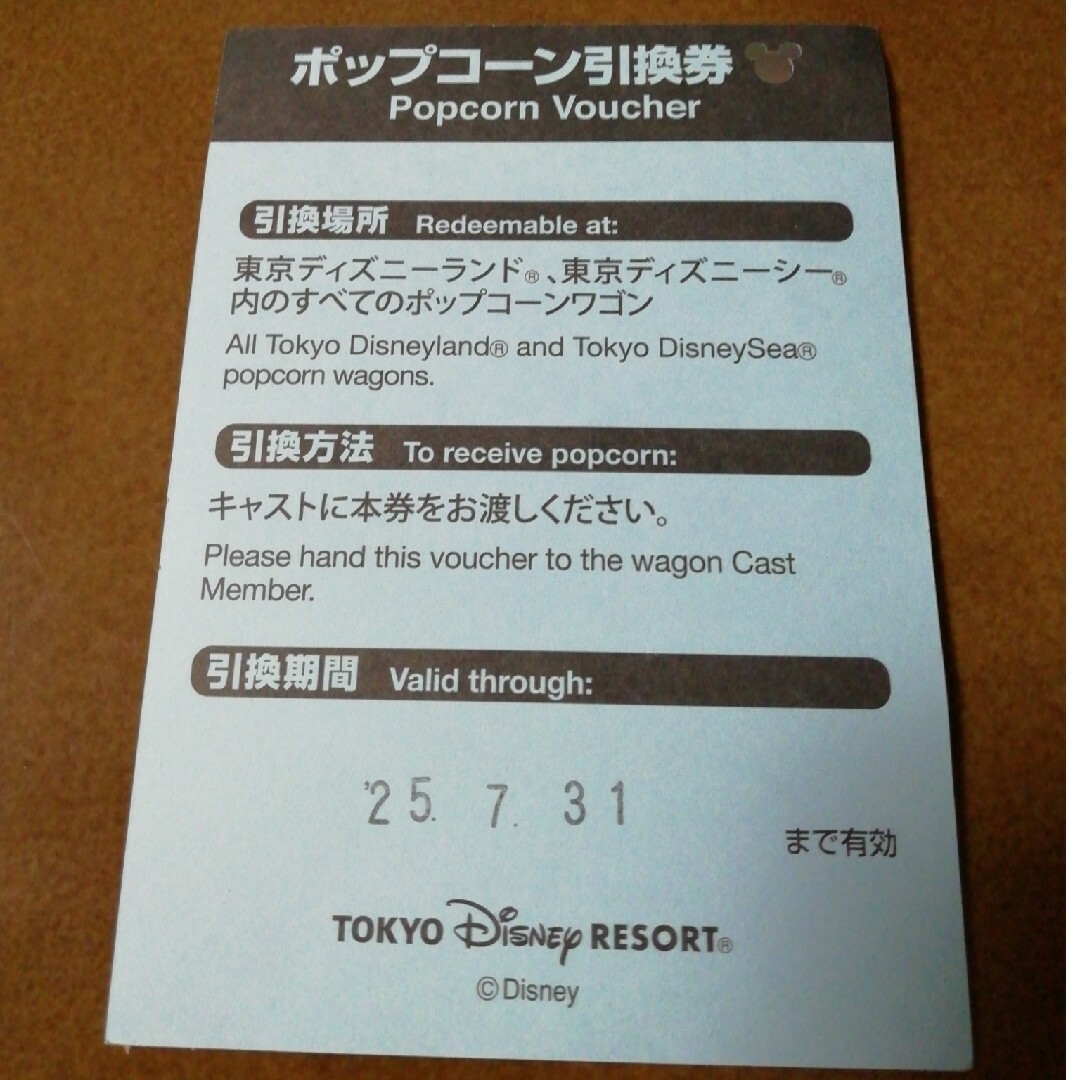 ポップコーン引換券
Popcorn Voucher
引換場所 Redeemable at:
東京ディズニーランド®、東京ディズニーシー®
内のすべてのポップコーンワゴン
All Tokyo Disneyland® and Tokyo DisneySea®
popcorn wagons.
引換方法 To receive popcorn:
キャストに本券をお渡しください。
Please hand this voucher to the wagon Cast
Member.
引換期間 Valid through:
'25. 7. 31
まで有効
TOKYO Disney RESORT®
©Disney